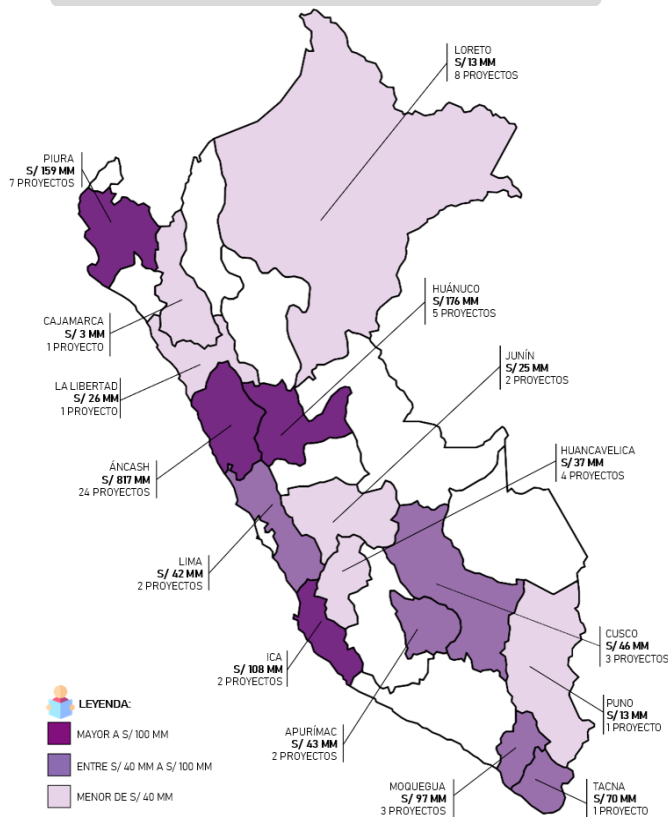 LORETO
S/ 13 MM
8 PROYECTOS
PIURA
S/ 159 MM
7 PROYECTOS
HUÁNUCO
S/ 176 MM
5 PROYECTOS
CAJAMARCA
S/ 3 MM
1 PROYECTO
JUNÍN
S/ 25 MM
2 PROYECTOS
LA LIBERTAD
S/ 26 MM
1 PROYECTO
HUANCAVELICA
S/ 37 MM
4 PROYECTOS
ÁNCASH
S/ 817 MM
24 PROYECTOS
LIMA
S/ 42 MM
2 PROYECTOS
CUSCO
S/ 46 MM
3 PROYECTOS
ICA
S/ 108 MM
2 PROYECTOS
PUNO
S/ 13 MM
1 PROYECTO
APURÍMAC
S/ 43 MM
2 PROYECTOS
MOQUEGUA
S/ 97 MM
3 PROYECTOS
TACNA
S/ 70 MM
1 PROYECTO
LEYENDA:
MAYOR A S/ 100 MM
ENTRE S/ 40 MM A S/ 100 MM
MENOR DE S/ 40 MM